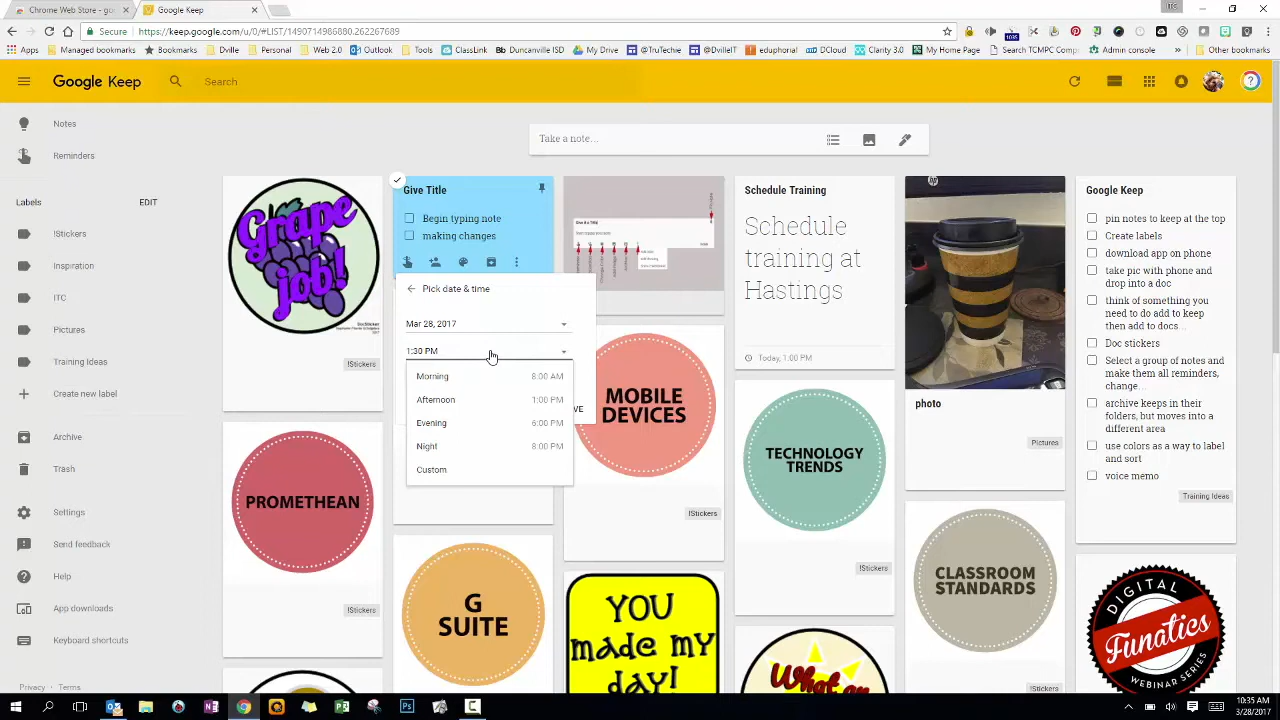 Chrome Web Store - go
Google Keep
Secure
https://keep.google.com/u/0/#LIST/1490714986880.262267689
Apps
Managed bookmarks
Dville
Personal
Web 2.0
Tools
ClassLink
Duncanville ISD
My Drive
@TruTechie
@DvilleIT
eduphoria!
DCloud
Clarity 3.0
My Home Page
Search TCMPC Com
Admin console
»
Other bookmarks
Google Keep
Search
Notes
Reminders
Labels
EDIT
!Stickers
Inspiration
ITC
Pictures
Training Ideas
Create new label
Archive
Trash
Settings
Send feedback
Help
App downloads
Keyboard shortcuts
Privacy · Terms
Take a note...
Grape
job!
!Stickers
PROMETHEAN
!Stickers
Give Title
Begin typing note
making changes
Pick date & time
Mar 28, 2017
1:30 PM
Morning 8:00 AM
Afternoon 1:00 PM
Evening 6:00 PM
Night 8:00 PM
Custom
VE
G
SUITE
MOBILE
DEVICES
!Stickers
YOU
made my
day!
Schedule Training
Schedule
training at
Hastings
Today, 1:00 PM
TECHNOLOGY
TRENDS
!Stickers
What an
hp
photo
Pictures
CLASSROOM
STANDARDS
!Stickers
Google Keep
pin notes to keep at the top
Create labels
download app on phone
take pic with phone and
drop into a doc
think of something you
need to do add to keep
then add to docs...
Doc stickers
Select a group of notes and
make them all reminders,
change...
archive keeps in their
folders, but moves into a
different area
use colors as a way to label
and sort
voice memo
Training Ideas
DIGITAL
Funatics
WEBINAR SERIES
10:35 AM
3/28/2017